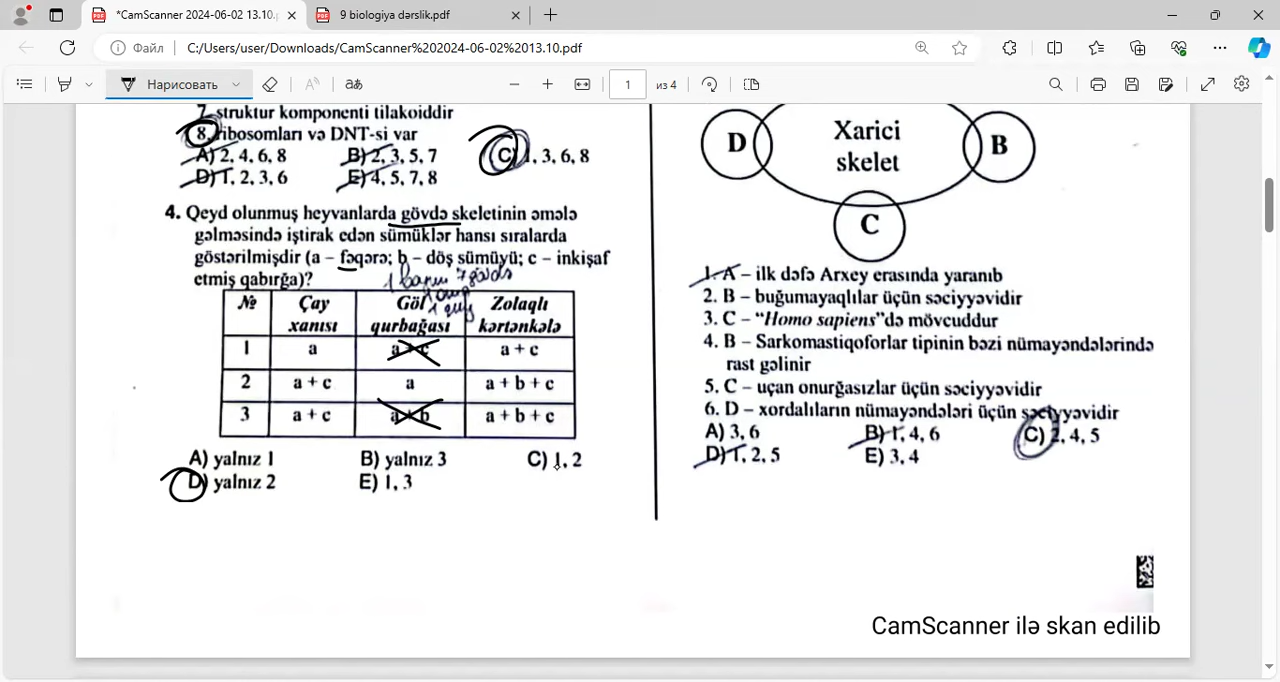 *CamScanner 2024-06-02 13.10.p
9 biologiya dərslik.pdf
Файл
C:/Users/user/Downloads/CamScanner%202024-06-02%2013.10.pdf
Нарисовать
1 из 4
7. struktur komponenti tilakoiddir
8. ribosomları və DNT-si var
A) 2, 4, 6, 8 B) 2, 3, 5, 7 C) 1, 3, 6, 8
D) 1, 2, 3, 6 E) 4, 5, 7, 8
4. Qeyd olunmuş heyvanlarda gövdə skeletinin əmələ
gəlməsində iştirak edən sümüklər hansı sıralarda
göstərilmişdir (a – fəqərə; b – döş sümüyü; c – inkişaf
etmiş qabırğa)?
1 boyun 7 gövdə
№ Çay xanısı Göl qurbağası Zolaqlı kərtənkələ
1 a a + c a + c
2 a + c a a + b + c
3 a + c a + b a + b + c
A) yalnız 1 B) yalnız 3 C) 1, 2
D) yalnız 2 E) 1, 3
D
Xarici
skelet
B
C
1. A – ilk dəfə Arxey erasında yaranıb
2. B – buğumayaqlılar üçün səciyyəvidir
3. C – “Homo sapiens”də mövcuddur
4. B – Sarkomastiqoforlar tipinin bəzi nümayəndələrində
rast gəlinir
5. C – uçan onurğasızlar üçün səciyyəvidir
6. D – xordalıların nümayəndələri üçün səciyyəvidir
A) 3, 6 B) 1, 4, 6 C) 2, 4, 5
D) 1, 2, 5 E) 3, 4
CamScanner ilə skan edilib